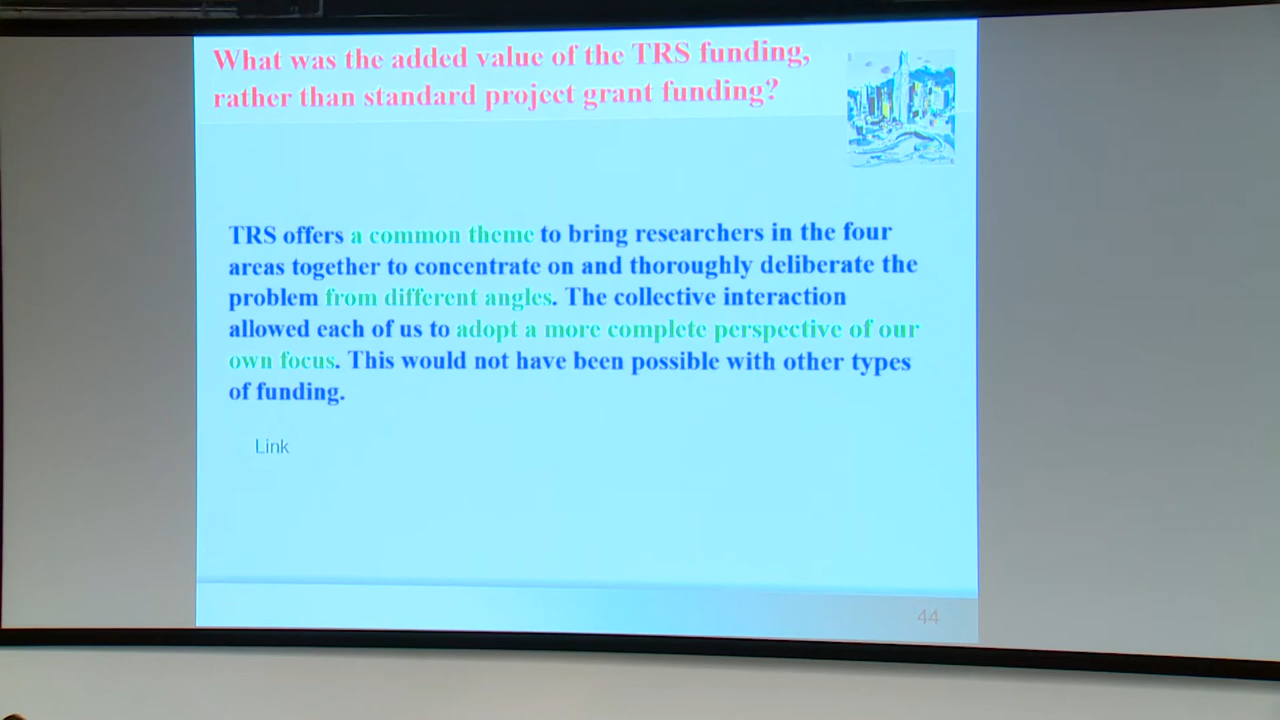 What was the added value of the TRS funding,
rather than standard project grant funding?
TRS offers a common theme to bring researchers in the four
areas together to concentrate on and thoroughly deliberate the
problem from different angles. The collective interaction
allowed each of us to adopt a more complete perspective of our
own focus. This would not have been possible with other types
of funding.
Link
44